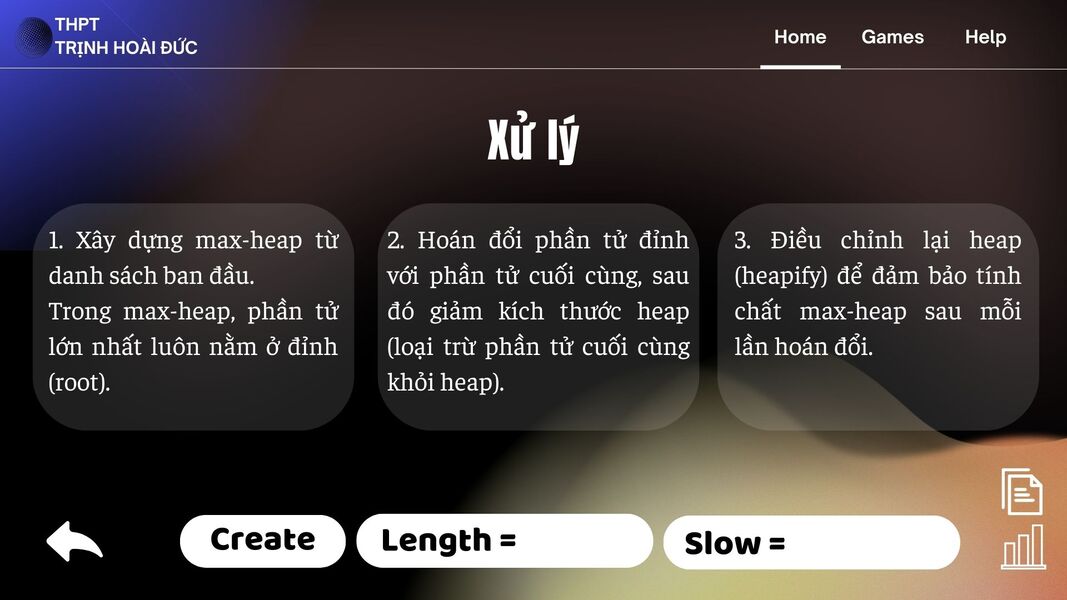 THPT
TRỊNH HOÀI ĐỨC
Home
Games
Help
Xử lý
1. Xây dựng max-heap từ
danh sách ban đầu.
Trong max-heap, phần tử
lớn nhất luôn nằm ở đỉnh
(root).
2. Hoán đổi phần tử đỉnh
với phần tử cuối cùng, sau
đó giảm kích thước heap
(loại trừ phần tử cuối cùng
khỏi heap).
3. Điều chỉnh lại heap
(heapify) để đảm bảo tính
chất max-heap sau mỗi
lần hoán đổi.
Create
Length =
Slow =